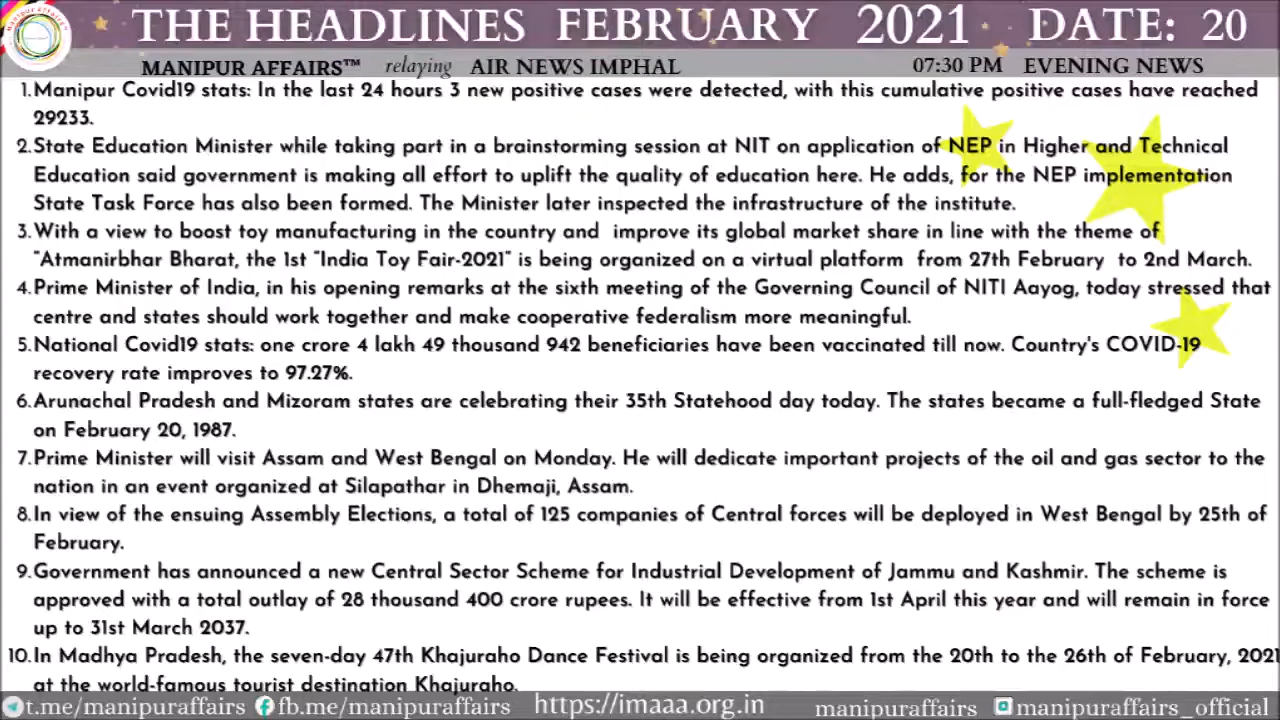 THE HEADLINES FEBRUARY 2021 DATE: 20
MANIPUR AFFAIRS™ relaying AIR NEWS IMPHAL 07:30 PM EVENING NEWS
1.Manipur Covid19 stats: In the last 24 hours 3 new positive cases were detected, with this cumulative positive cases have reached
29233.
2.State Education Minister while taking part in a brainstorming session at NIT on application of NEP in Higher and Technical
Education said government is making all effort to uplift the quality of education here. He adds, for the NEP implementation
State Task Force has also been formed. The Minister later inspected the infrastructure of the institute.
3.With a view to boost toy manufacturing in the country and improve its global market share in line with the theme of
"Atmanirbhar Bharat, the 1st "India Toy Fair-2021" is being organized on a virtual platform from 27th February to 2nd March.
4.Prime Minister of India, in his opening remarks at the sixth meeting of the Governing Council of NITI Aayog, today stressed that
centre and states should work together and make cooperative federalism more meaningful.
5.National Covid19 stats: one crore 4 lakh 49 thousand 942 beneficiaries have been vaccinated till now. Country's COVID-19
recovery rate improves to 97.27%.
6.Arunachal Pradesh and Mizoram states are celebrating their 35th Statehood day today. The states became a full-fledged State
on February 20, 1987.
7.Prime Minister will visit Assam and West Bengal on Monday. He will dedicate important projects of the oil and gas sector to the
nation in an event organized at Silapathar in Dhemaji, Assam.
8.In view of the ensuing Assembly Elections, a total of 125 companies of Central forces will be deployed in West Bengal by 25th of
February.
9.Government has announced a new Central Sector Scheme for Industrial Development of Jammu and Kashmir. The scheme is
approved with a total outlay of 28 thousand 400 crore rupees. It will be effective from 1st April this year and will remain in force
up to 31st March 2037.
10.In Madhya Pradesh, the seven-day 47th Khajuraho Dance Festival is being organized from the 20th to the 26th of February, 2021
at the world-famous tourist destination Khajuraho.
t.me/manipuraffairs fb.me/manipuraffairs https://imaaa.org.in manipuraffairs manipuraffairs_official